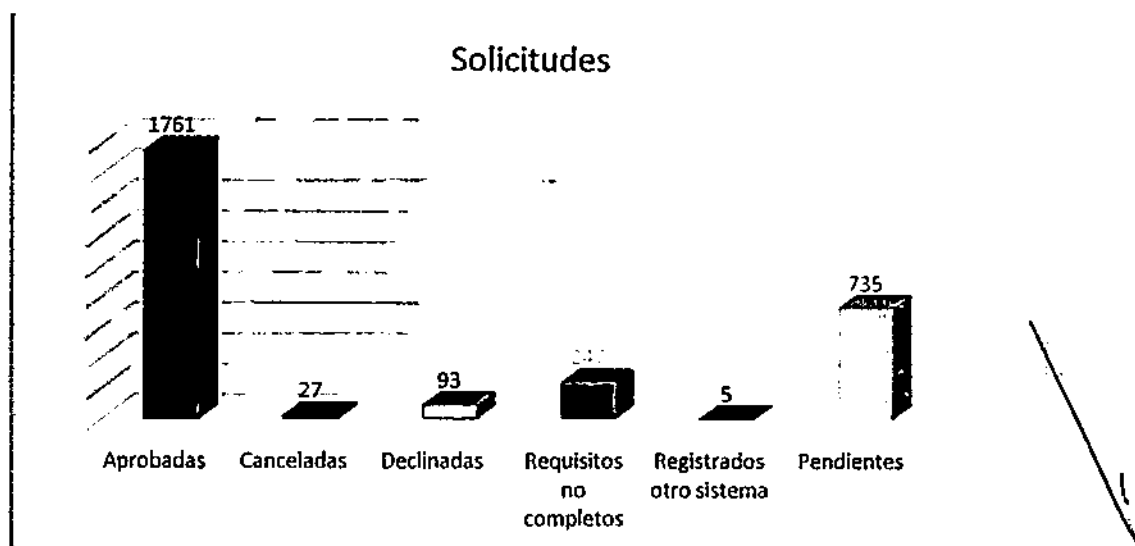 Solicitudes
1761
27
93
5
735
Aprobadas
Canceladas
Declinadas
Requisitos
no
completos
Registrados
otro sistema
Pendientes